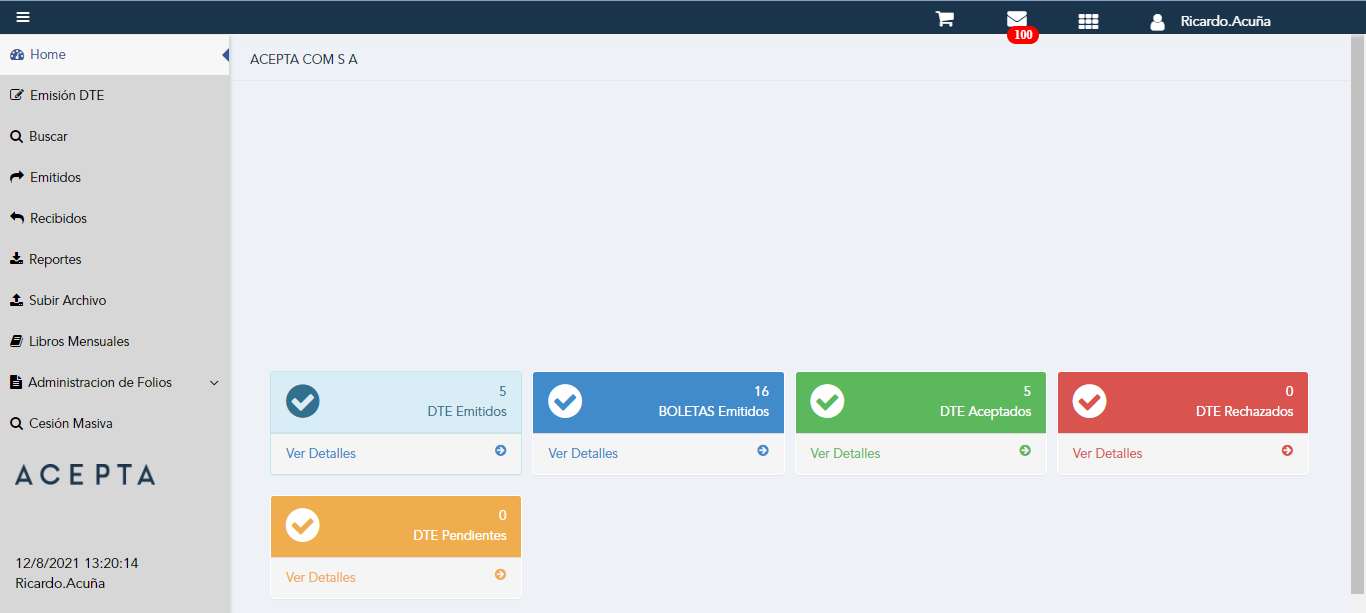 100
Ricardo.Acuña
Home
ACEPTA COM S A
Emisión DTE
Buscar
Emitidos
Recibidos
Reportes
Subir Archivo
Libros Mensuales
Administracion de Folios
Cesión Masiva
ACEPTA
12/8/2021 13:20:14
Ricardo.Acuña
5
DTE Emitidos
Ver Detalles
16
BOLETAS Emitidos
Ver Detalles
5
DTE Aceptados
Ver Detalles
0
DTE Rechazados
Ver Detalles
0
DTE Pendientes
Ver Detalles